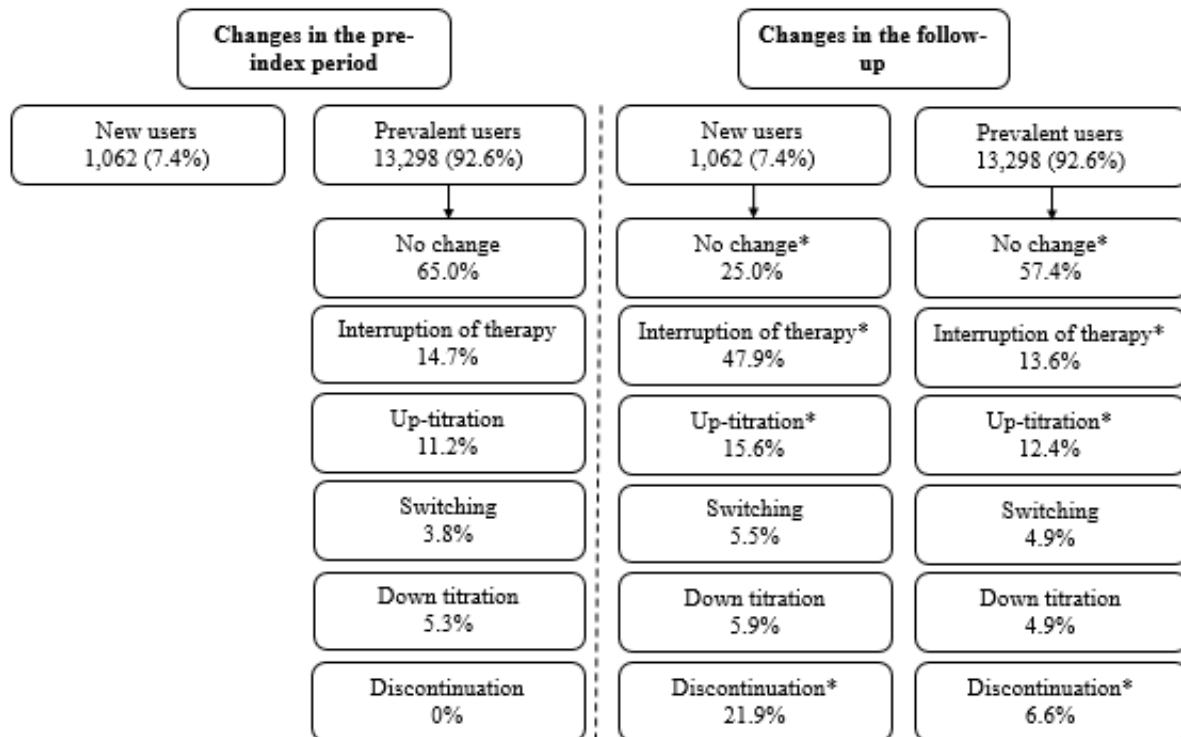 Changes in the pre-
index period
Changes in the follow-
up
New users
1,062 (7.4%)
Prevalent users
13,298 (92.6%)
New users
1,062 (7.4%)
Prevalent users
13,298 (92.6%)
No change
65.0%
No change*
25.0%
No change*
57.4%
Interruption of therapy
14.7%
Interruption of therapy*
47.9%
Interruption of therapy*
13.6%
Up-titration
11.2%
Up-titration*
15.6%
Up-titration*
12.4%
Switching
3.8%
Switching
5.5%
Switching
4.9%
Down titration
5.3%
Down titration
5.9%
Down titration
4.9%
Discontinuation
0%
Discontinuation*
21.9%
Discontinuation*
6.6%